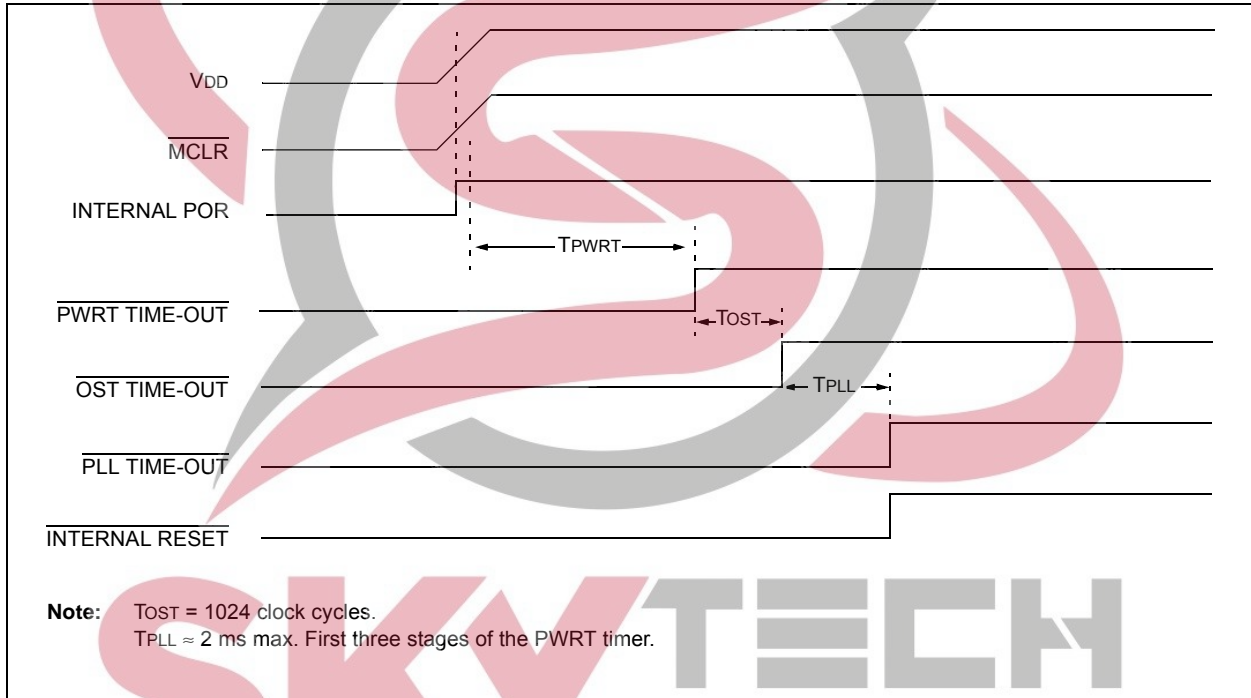 VDD
MCLR
INTERNAL POR
TPWRT
PWRT TIME-OUT
TOST
OST TIME-OUT
TPLL
PLL TIME-OUT
INTERNAL RESET
Note: TOST = 1024 clock cycles.
TPLL ≈ 2 ms max. First three stages of the PWRT timer.
SKYTECH